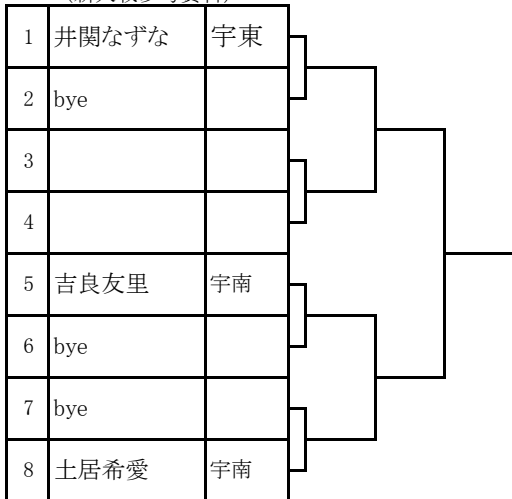 1 井関なずな 宇東
2 bye
3
4
5 吉良友里 宇南
6 bye
7 bye
8 土居希愛 宇南